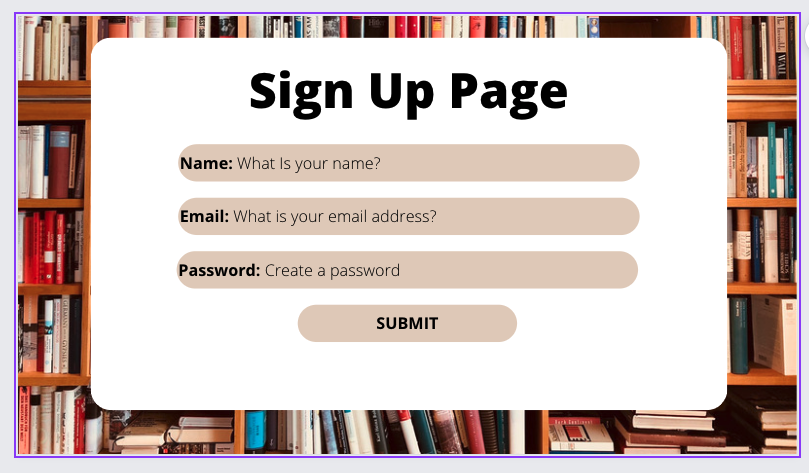 Sign Up Page
Name: What Is your name?
Email: What is your email address?
Password: Create a password
SUBMIT